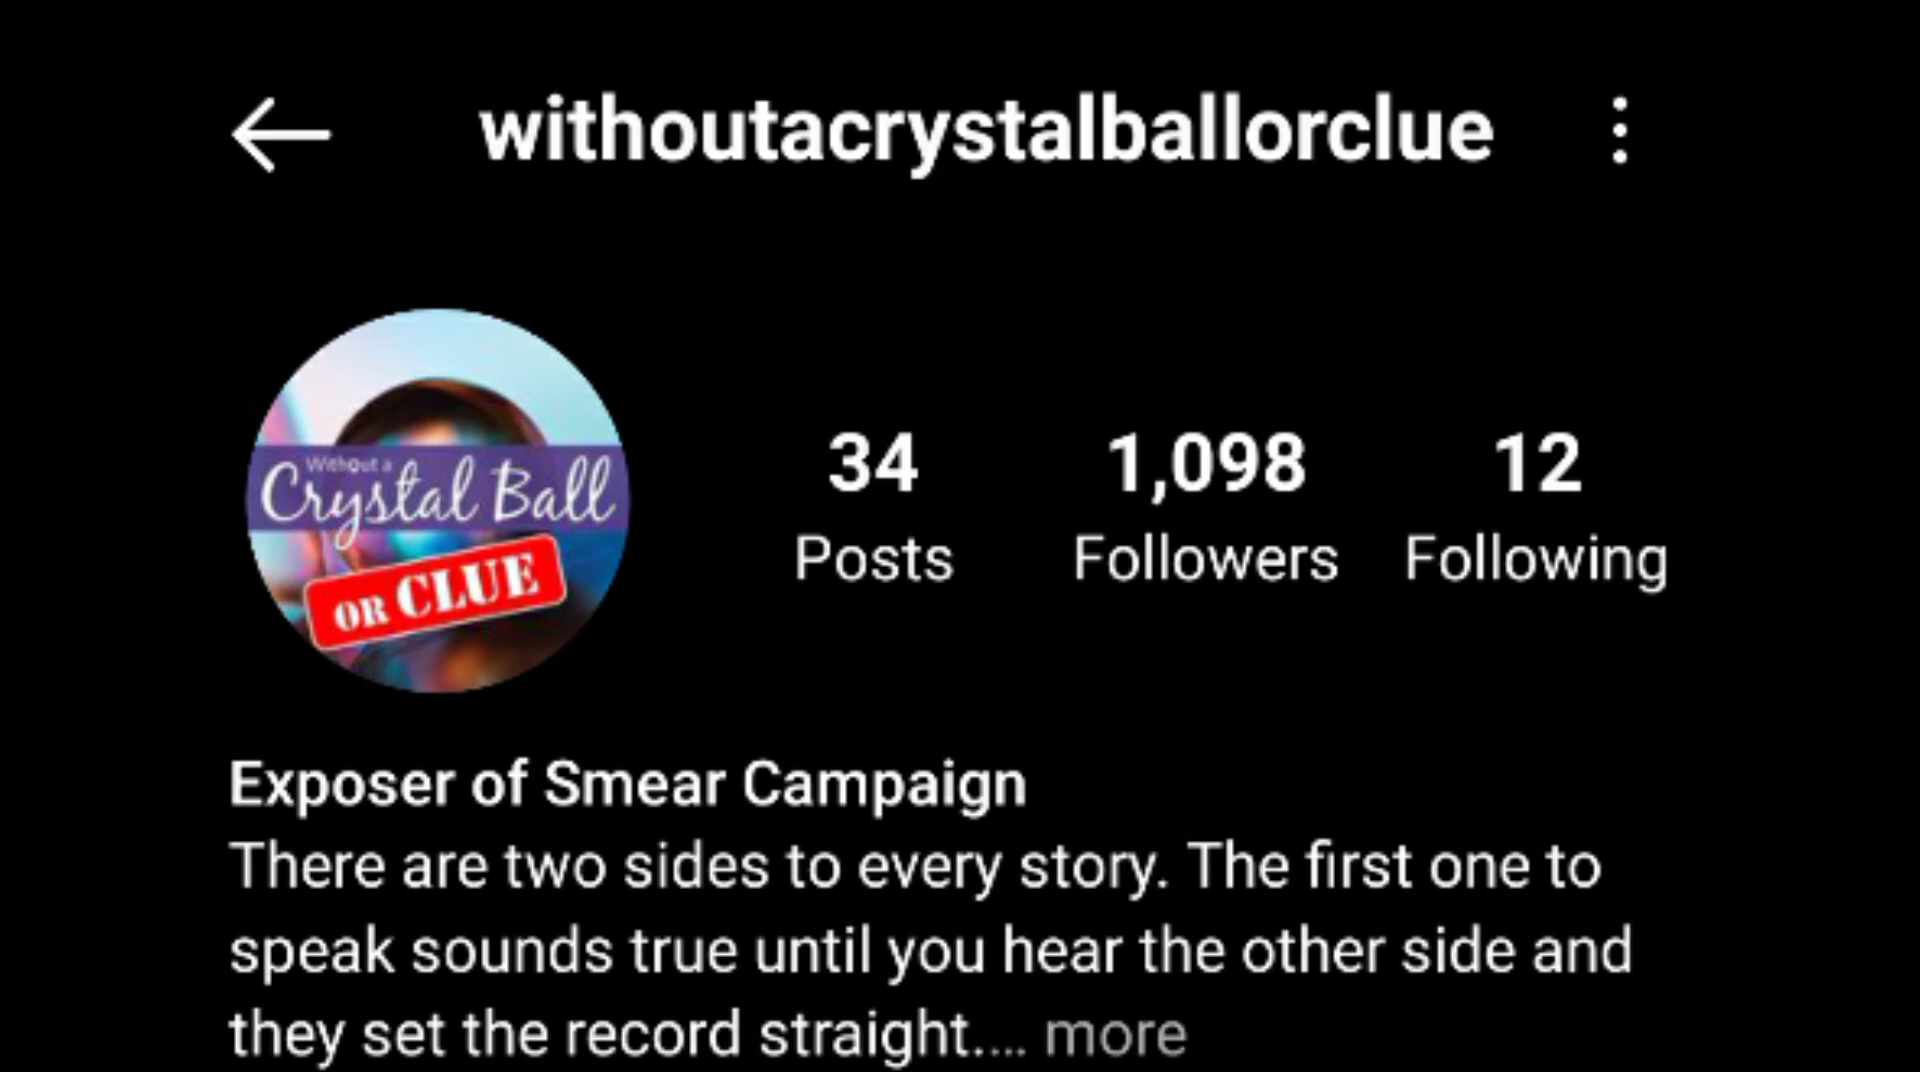 withoutacrystalballorclue
Without a
Crystal Ball
OR CLUE
34 1,098 12
Posts Followers Following
Exposer of Smear Campaign
There are two sides to every story. The first one to
speak sounds true until you hear the other side and
they set the record straight.... more